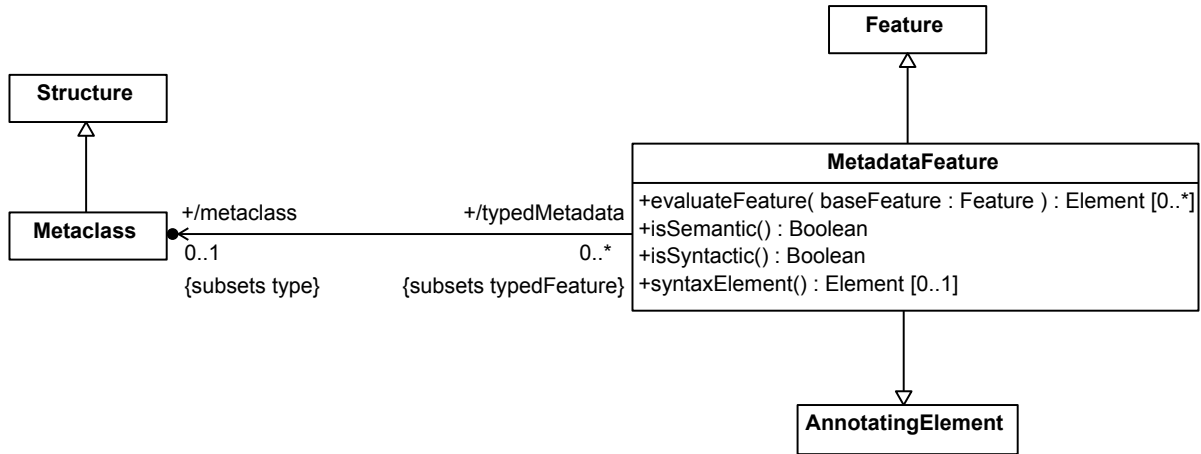 Feature
Structure
MetadataFeature
+evaluateFeature( baseFeature : Feature ) : Element [0..*]
+isSemantic() : Boolean
+isSyntactic() : Boolean
+syntaxElement() : Element [0..1]
Metaclass
+/metaclass
+/typedMetadata
0..1
0..*
{subsets type}
{subsets typedFeature}
AnnotatingElement